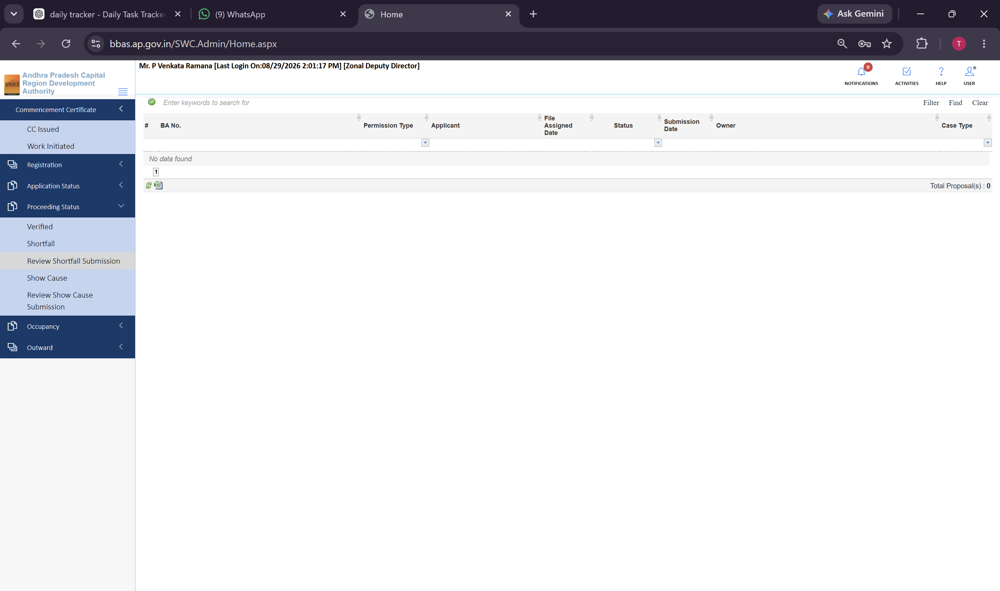 daily tracker - Daily Task Tracker
(9) WhatsApp
Home
Ask Gemini
bbas.ap.gov.in/SWC.Admin/Home.aspx
T
BIMDCR
Andhra Pradesh Capital
Region Development
Authority
Mr. P Venkata Ramana [Last Login On:08/29/2026 2:01:17 PM] [Zonal Deputy Director]
0
NOTIFICATIONS
ACTIVITIES
?
HELP
USER
Commencement Certificate
CC Issued
Work Initiated
Registration
Application Status
Proceeding Status
Verified
Shortfall
Review Shortfall Submission
Show Cause
Review Show Cause
Submission
Occupancy
Outward
Enter keywords to search for
Filter Find Clear
# BA No. Permission Type Applicant File Assigned Date Status Submission Date Owner Case Type
No data found
1
Total Proposal(s) : 0